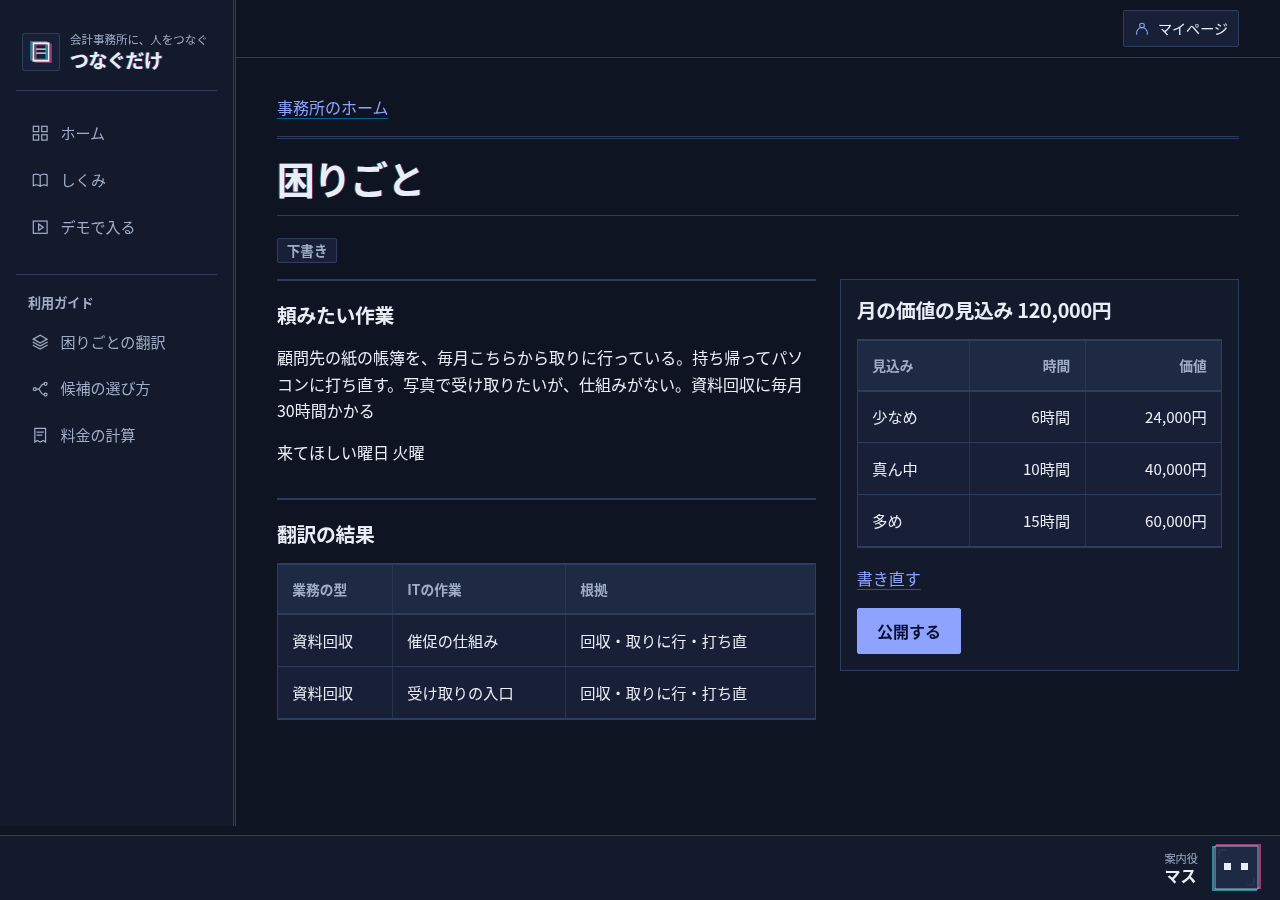 会計事務所に、人をつなぐ
つなぐだけ
マイページ
ホーム
しくみ
デモで入る
利用ガイド
困りごとの翻訳
候補の選び方
料金の計算
事務所のホーム
困りごと
下書き
頼みたい作業
顧問先の紙の帳簿を、毎月こちらから取りに行っている。持ち帰ってパソ
コンに打ち直す。写真で受け取りたいが、仕組みがない。資料回収に毎月
30時間かかる
来てほしい曜日 火曜
翻訳の結果
業務の型 ITの作業 根拠
資料回収 催促の仕組み 回収・取りに行・打ち直
資料回収 受け取りの入口 回収・取りに行・打ち直
月の価値の見込み 120,000円
見込み 時間 価値
少なめ 6時間 24,000円
真ん中 10時間 40,000円
多め 15時間 60,000円
書き直す
公開する
案内役
マス